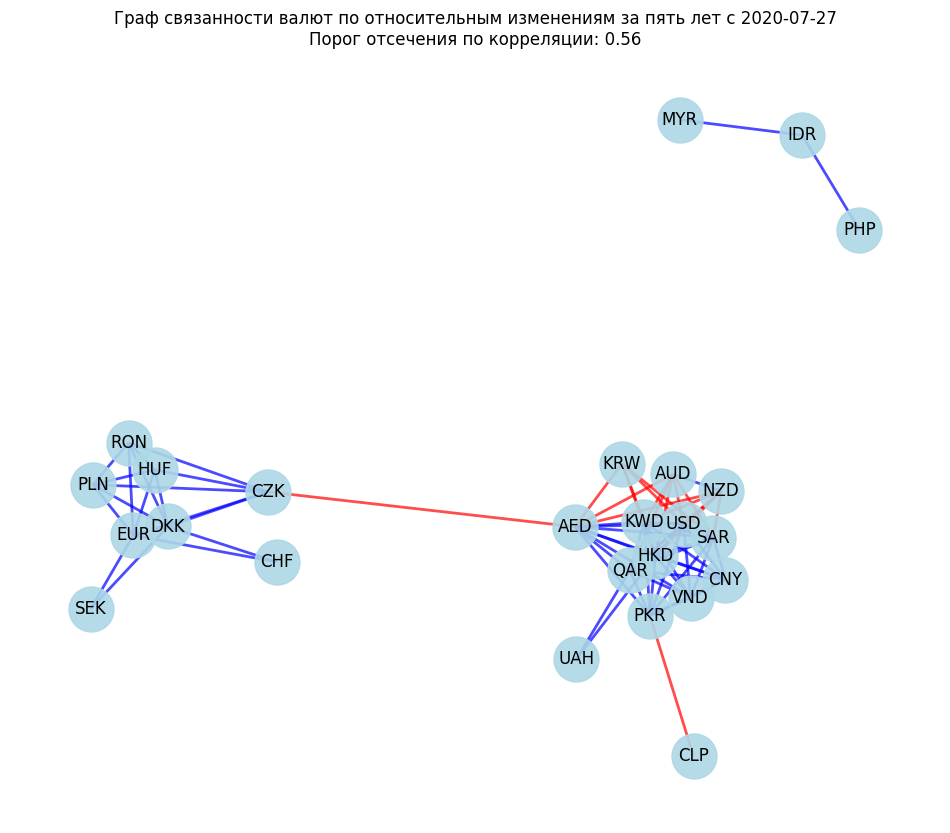 Граф связанности валют по относительным изменениям за пять лет с 2020-07-27
Порог отсечения по корреляции: 0.56
MYR
IDR
PHP
RON
HUF
PLN
CZK
EUR
DKK
CHF
SEK
KRW
AUD
NZD
AED
KWD
USD
SAR
HKD
QAR
CNY
VND
PKR
UAH
CLP